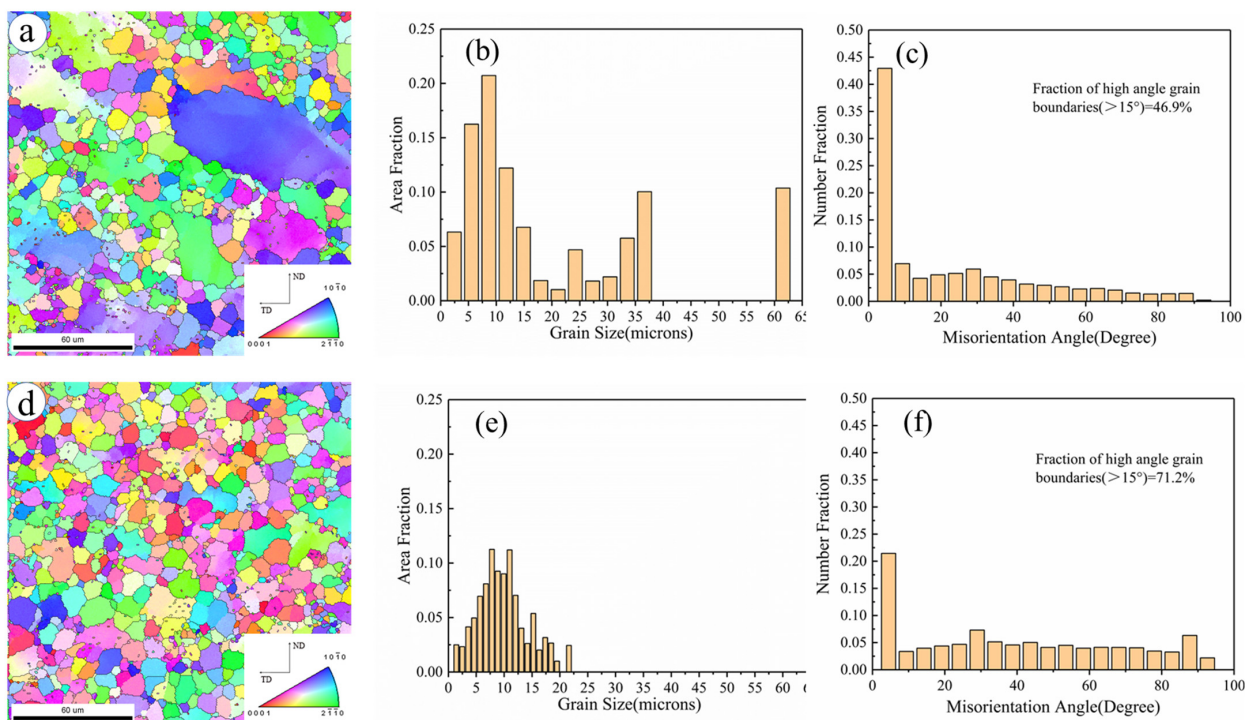 a
ND
TD
10ī0
0001
2īī0
60 um
(b)
0.25
0.20
0.15
0.10
0.05
0.00
Area Fraction
0 5 10 15 20 25 30 35 40 45 50 55 60 65
Grain Size(microns)
(c)
0.50
0.45
0.40
0.35
0.30
0.25
0.20
0.15
0.10
0.05
0.00
Number Fraction
Fraction of high angle grain
boundaries(>15°)=46.9%
0 20 40 60 80 100
Misorientation Angle(Degree)
d
ND
TD
10ī0
0001
2īī0
60 um
(e)
0.25
0.20
0.15
0.10
0.05
0.00
Area Fraction
0 5 10 15 20 25 30 35 40 45 50 55 60
Grain Size(microns)
(f)
0.50
0.45
0.40
0.35
0.30
0.25
0.20
0.15
0.10
0.05
0.00
Number Fraction
Fraction of high angle grain
boundaries(>15°)=71.2%
0 20 40 60 80 100
Misorientation Angle(Degree)